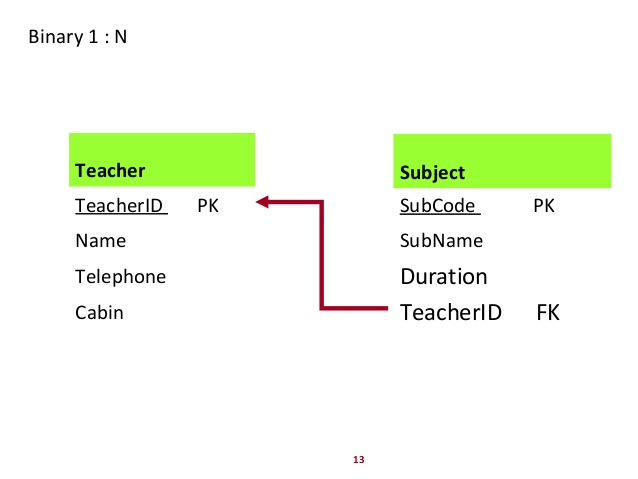 Binary 1 : N
Teacher
TeacherID PK
Name
Telephone
Cabin
Subject
SubCode PK
SubName
Duration
TeacherID FK
13